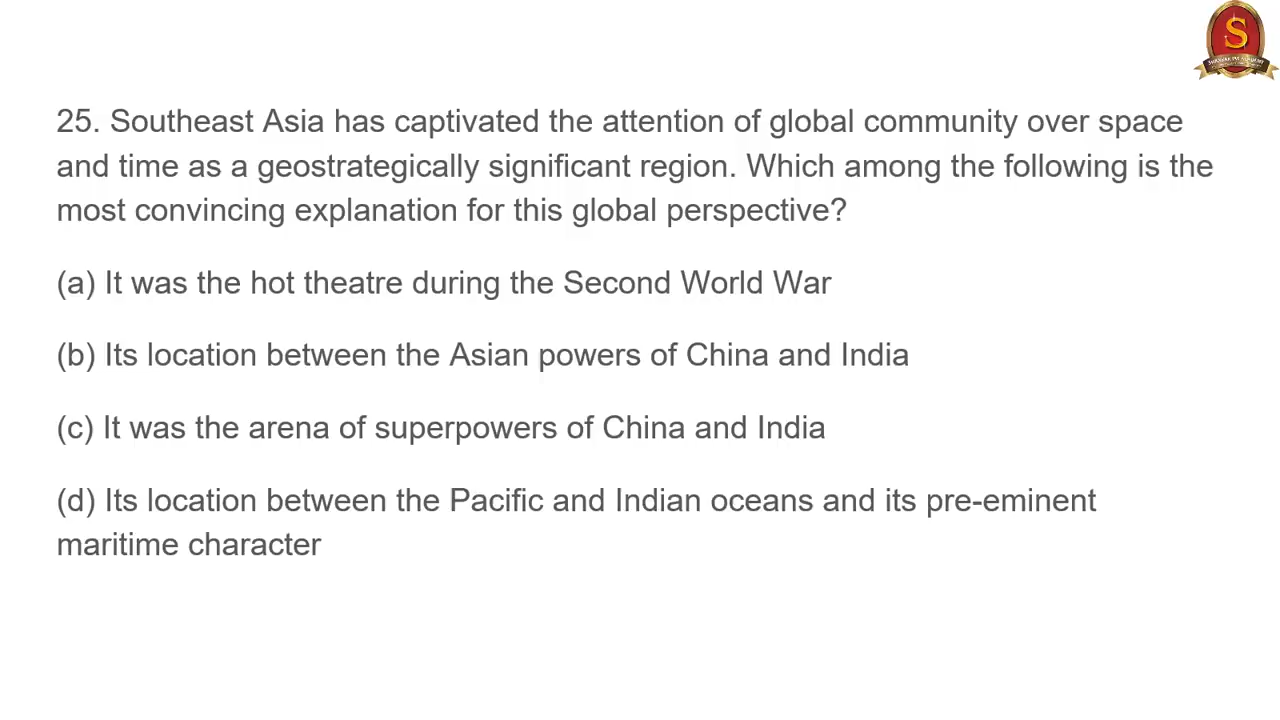 S
25. Southeast Asia has captivated the attention of global community over space
and time as a geostrategically significant region. Which among the following is the
most convincing explanation for this global perspective?
(a) It was the hot theatre during the Second World War
(b) Its location between the Asian powers of China and India
(c) It was the arena of superpowers of China and India
(d) Its location between the Pacific and Indian oceans and its pre-eminent
maritime character